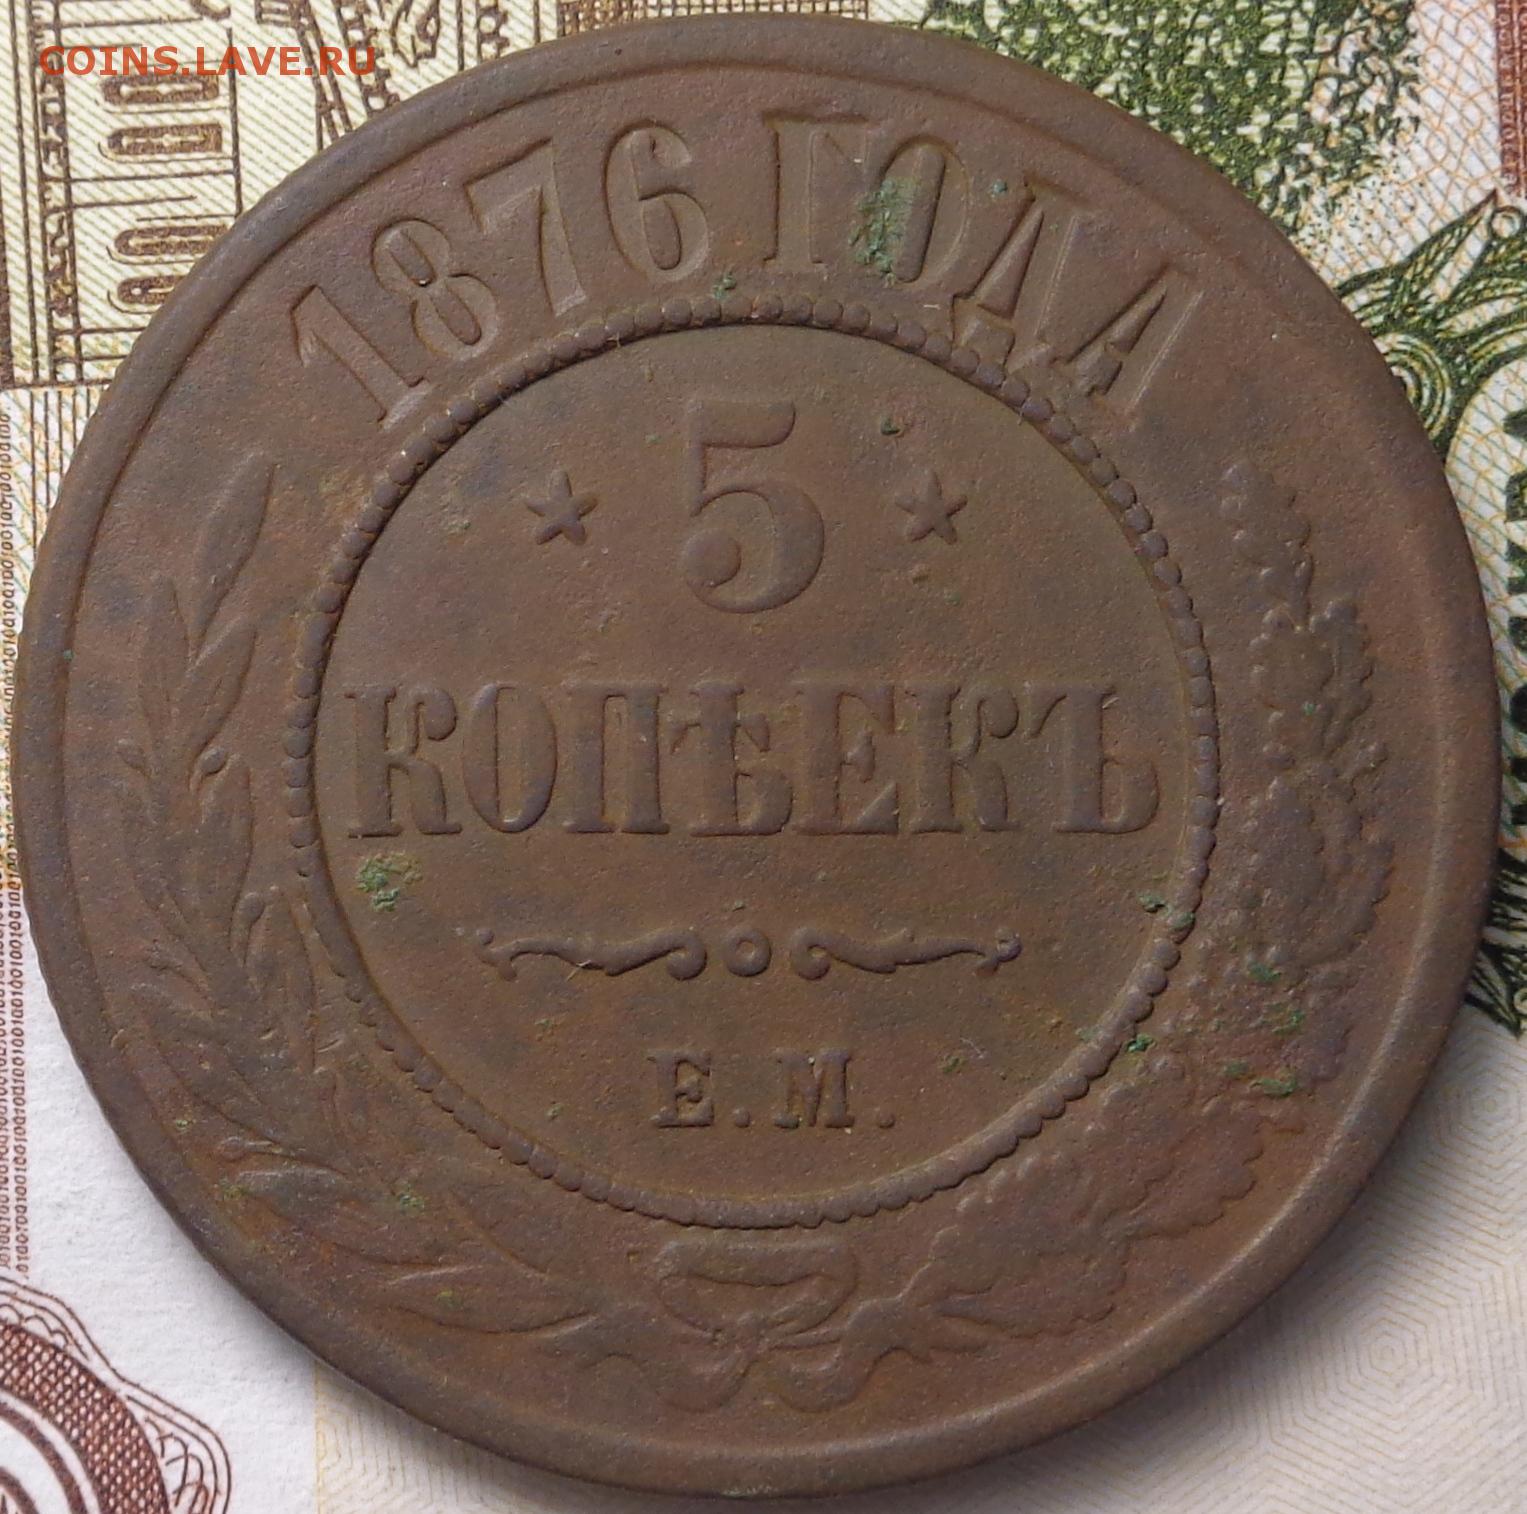 COINS.LAVE.RU
1876 ГОДА
5
КОПѢЕКЪ
Е.М.